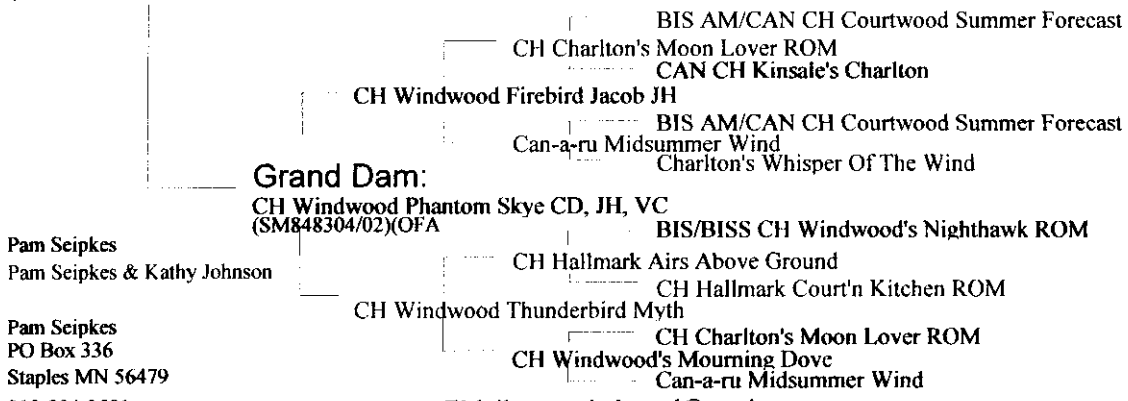 BIS AM/CAN CH Courtwood Summer Forecast
CH Charlton's Moon Lover ROM
CAN CH Kinsale's Charlton
CH Windwood Firebird Jacob JH
BIS AM/CAN CH Courtwood Summer Forecast
Can-a-ru Midsummer Wind
Charlton's Whisper Of The Wind
Grand Dam:
CH Windwood Phantom Skye CD, JH, VC
(SM848304/02)(OFA
BIS/BISS CH Windwood's Nighthawk ROM
Pam Seipkes
CH Hallmark Airs Above Ground
Pam Seipkes & Kathy Johnson
CH Hallmark Court'n Kitchen ROM
CH Windwood Thunderbird Myth
Pam Seipkes
CH Charlton's Moon Lover ROM
PO Box 336
CH Windwood's Mourning Dove
Staples MN 56479
Can-a-ru Midsummer Wind